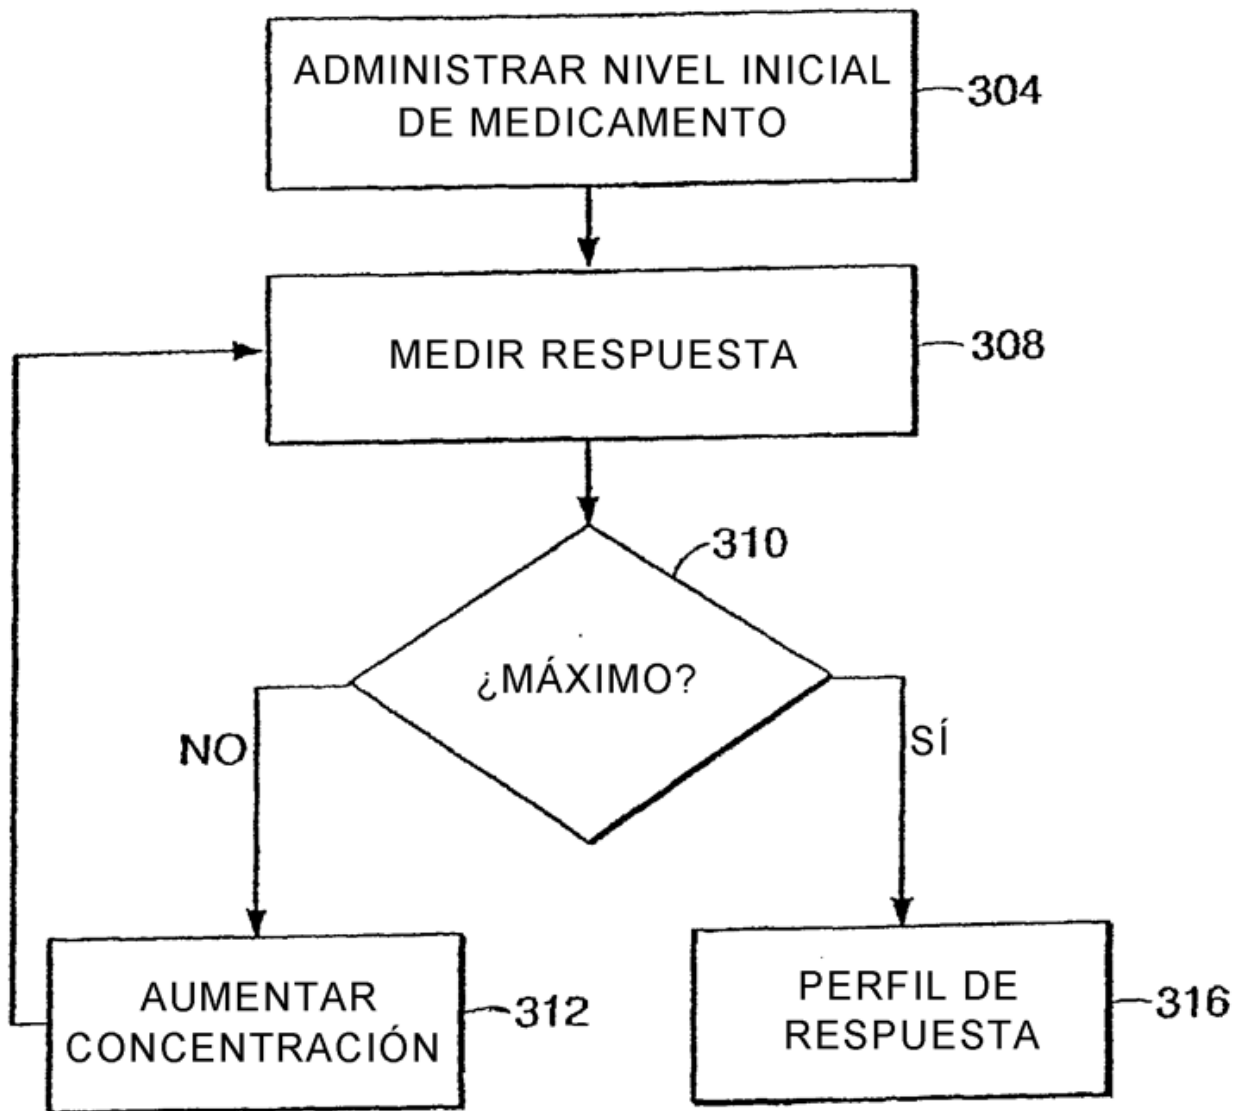 ADMINISTRAR NIVEL INICIAL
DE MEDICAMENTO
304
MEDIR RESPUESTA
308
310
¿MÁXIMO?
NO
SÍ
AUMENTAR
CONCENTRACIÓN
312
PERFIL DE
RESPUESTA
316